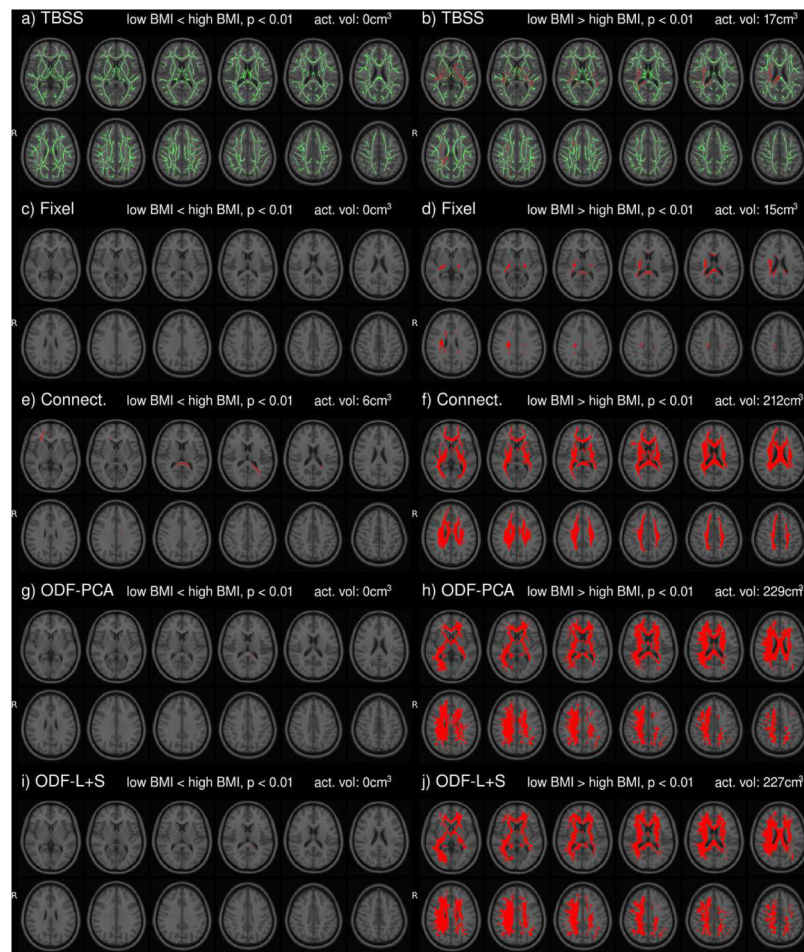 a) TBSS low BMI < high BMI, p < 0.01 act. vol: 0cm³ b) TBSS low BMI > high BMI, p < 0.01 act. vol: 17cm³
R R
c) Fixel low BMI < high BMI, p < 0.01 act. vol: 0cm³ d) Fixel low BMI > high BMI, p < 0.01 act. vol: 15cm³
R R
e) Connect. low BMI < high BMI, p < 0.01 act. vol: 6cm³ f) Connect. low BMI > high BMI, p < 0.01 act. vol: 212cm³
R R
g) ODF-PCA low BMI < high BMI, p < 0.01 act. vol: 0cm³ h) ODF-PCA low BMI > high BMI, p < 0.01 act. vol: 229cm³
R R
i) ODF-L+S low BMI < high BMI, p < 0.01 act. vol: 0cm³ j) ODF-L+S low BMI > high BMI, p < 0.01 act. vol: 227cm³
R R